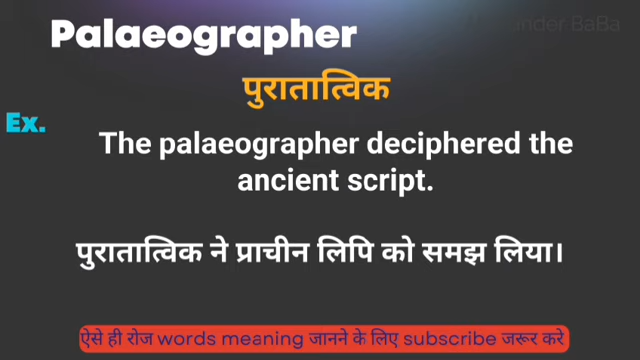 Palaeographer
पुरातात्विक
Ex.
The palaeographer deciphered the
ancient script.
पुरातात्विक ने प्राचीन लिपि को समझ लिया।
ऐसे ही रोज words meaning जानने के लिए subscribe जरूर करे